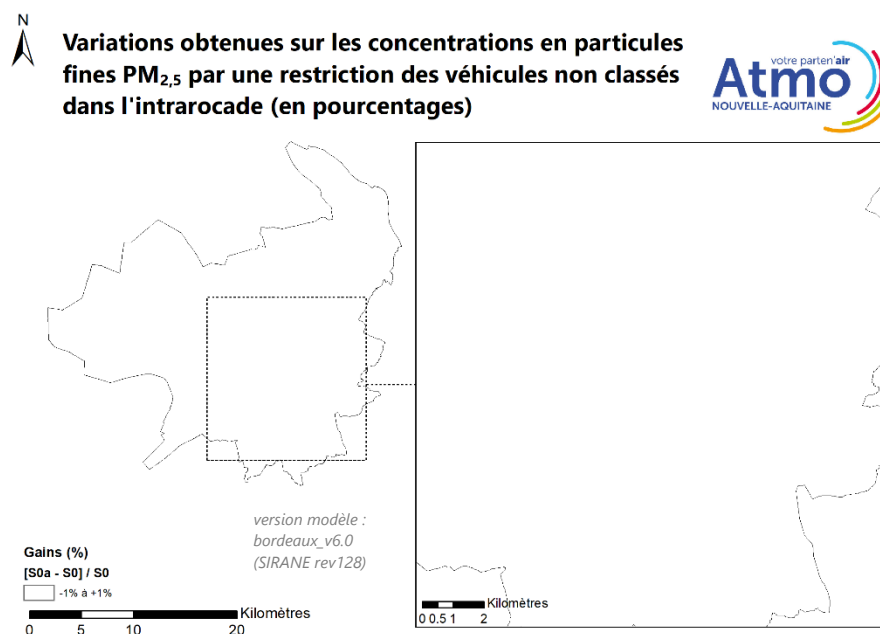 N
Variations obtenues sur les concentrations en particules
fines PM2,5 par une restriction des véhicules non classés
dans l'intrarocade (en pourcentages)
votre parten'air
Atmo
NOUVELLE-AQUITAINE
version modèle :
bordeaux_v6.0
(SIRANE rev128)
Gains (%)
[S0a - S0] / S0
-1% à +1%
Kilomètres
0 5 10 20
Kilomètres
0 0.5 1 2